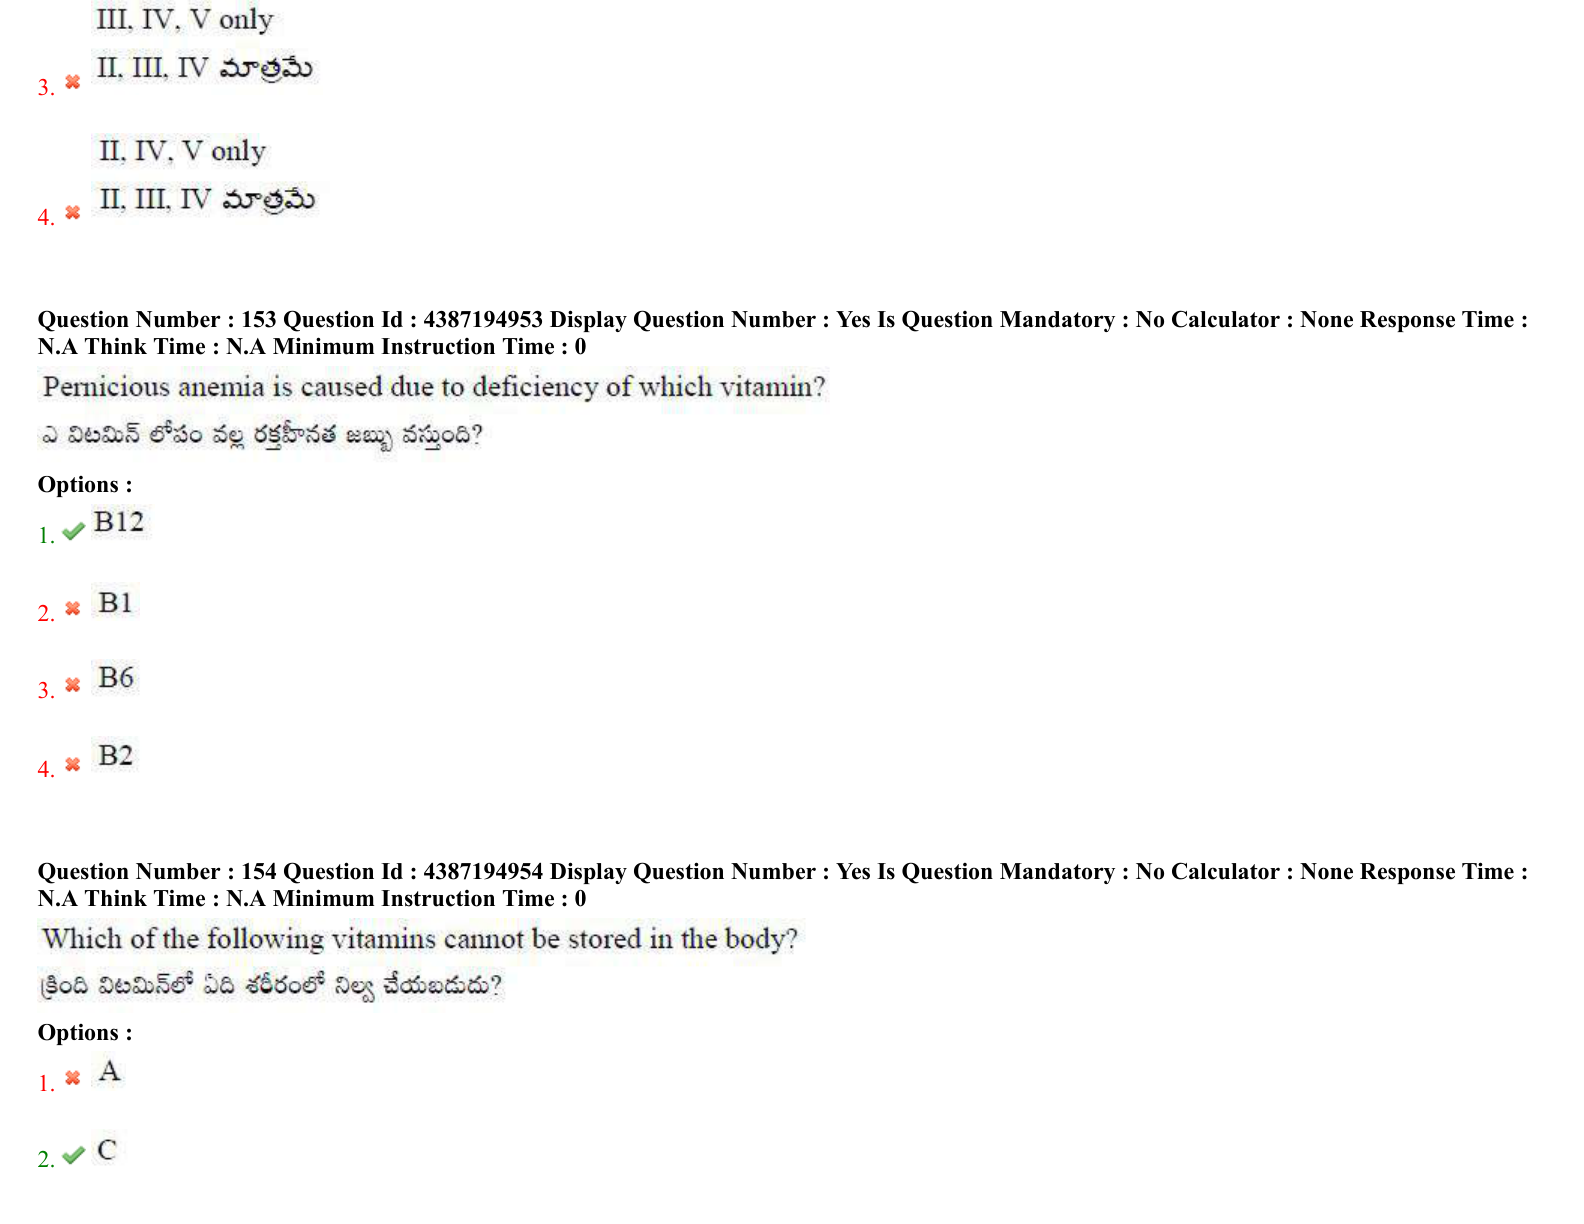 III, IV, V only
3. II, III, IV మాత్రమే
II, IV, V only
4. II, III, IV మాత్రమే
Question Number : 153 Question Id : 4387194953 Display Question Number : Yes Is Question Mandatory : No Calculator : None Response Time :
N.A Think Time : N.A Minimum Instruction Time : 0
Pernicious anemia is caused due to deficiency of which vitamin?
ఎ విటమిన్ లోపం వల్ల రక్తహీనత జబ్బు వస్తుంది?
Options :
1. B12
2. B1
3. B6
4. B2
Question Number : 154 Question Id : 4387194954 Display Question Number : Yes Is Question Mandatory : No Calculator : None Response Time :
N.A Think Time : N.A Minimum Instruction Time : 0
Which of the following vitamins cannot be stored in the body?
క్రింది విటమిన్‌లో ఏది శరీరంలో నిల్వ చేయబడుదు?
Options :
1. A
2. C